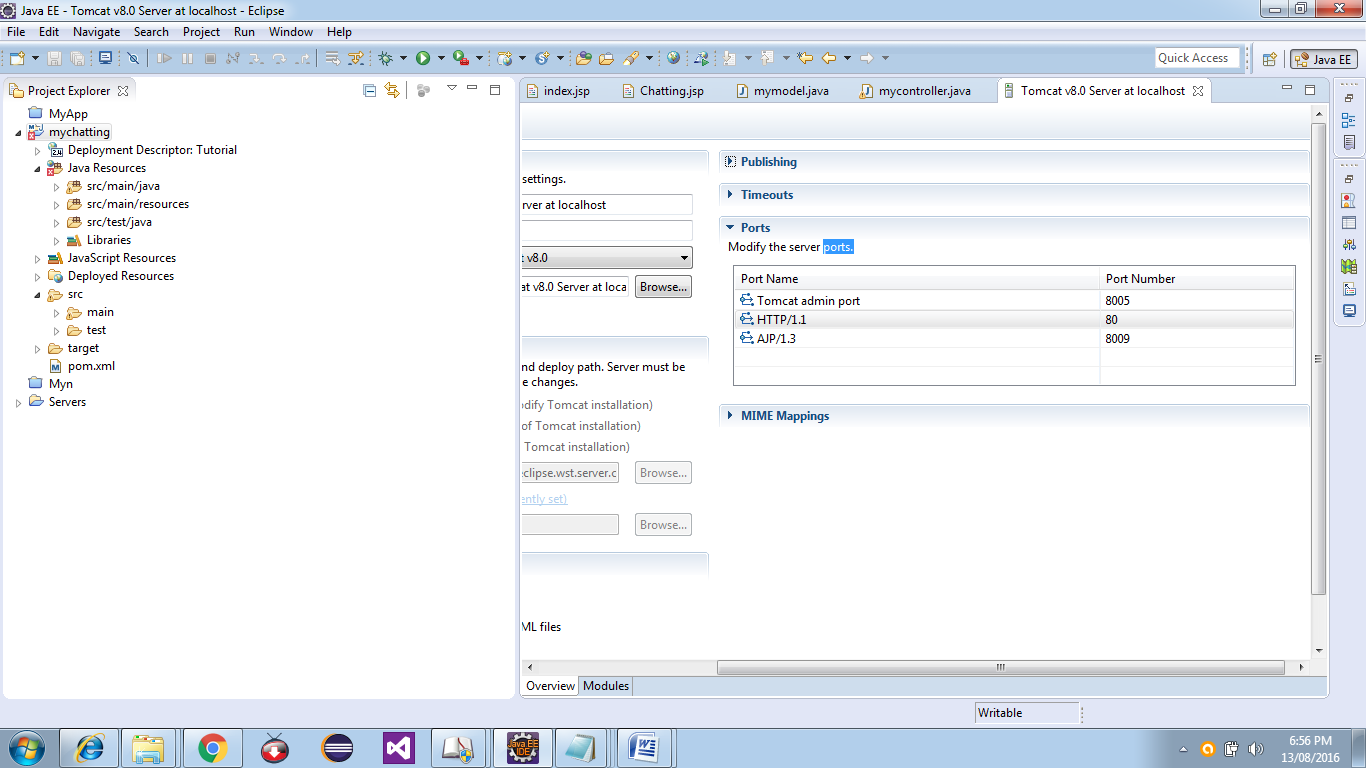 Java EE - Tomcat v8.0 Server at localhost - Eclipse
File Edit Navigate Search Project Run Window Help
Quick Access
Java EE
Project Explorer
MyApp
mychatting
Deployment Descriptor: Tutorial
Java Resources
src/main/java
src/main/resources
src/test/java
Libraries
JavaScript Resources
Deployed Resources
src
main
test
target
pom.xml
Myn
Servers
index.jsp
Chatting.jsp
mymodel.java
mycontroller.java
Tomcat v8.0 Server at localhost
settings.
rver at localhost
t v8.0
at v8.0 Server at loca
Browse...
nd deploy path. Server must be
e changes.
odify Tomcat installation)
of Tomcat installation)
Tomcat installation)
eclipse.wst.server.c
Browse...
ently set)
Browse...
ML files
Publishing
Timeouts
Ports
Modify the server ports.
Port Name Port Number
Tomcat admin port 8005
HTTP/1.1 80
AJP/1.3 8009
MIME Mappings
Overview Modules
Writable
Java EE
IDE
6:56 PM
13/08/2016